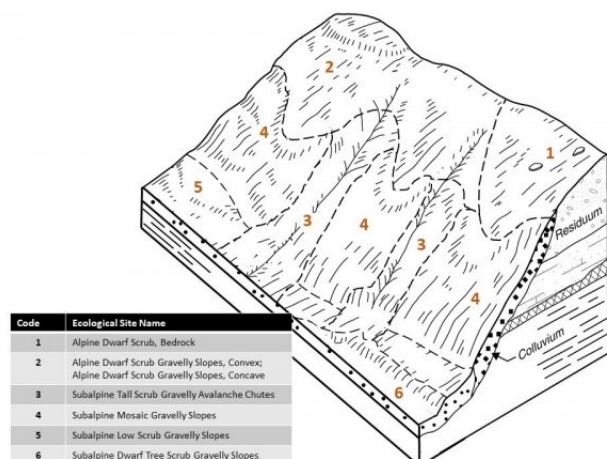 2
1
4
5
Residuum
3
4
3
4
Colluvium
6
Code Ecological Site Name
1 Alpine Dwarf Scrub, Bedrock
2 Alpine Dwarf Scrub Gravelly Slopes, Convex;
Alpine Dwarf Scrub Gravelly Slopes, Concave
3 Subalpine Tall Scrub Gravelly Avalanche Chutes
4 Subalpine Mosaic Gravelly Slopes
5 Subalpine Low Scrub Gravelly Slopes
6 Subalpine Dwarf Tree Scrub Gravelly Slopes